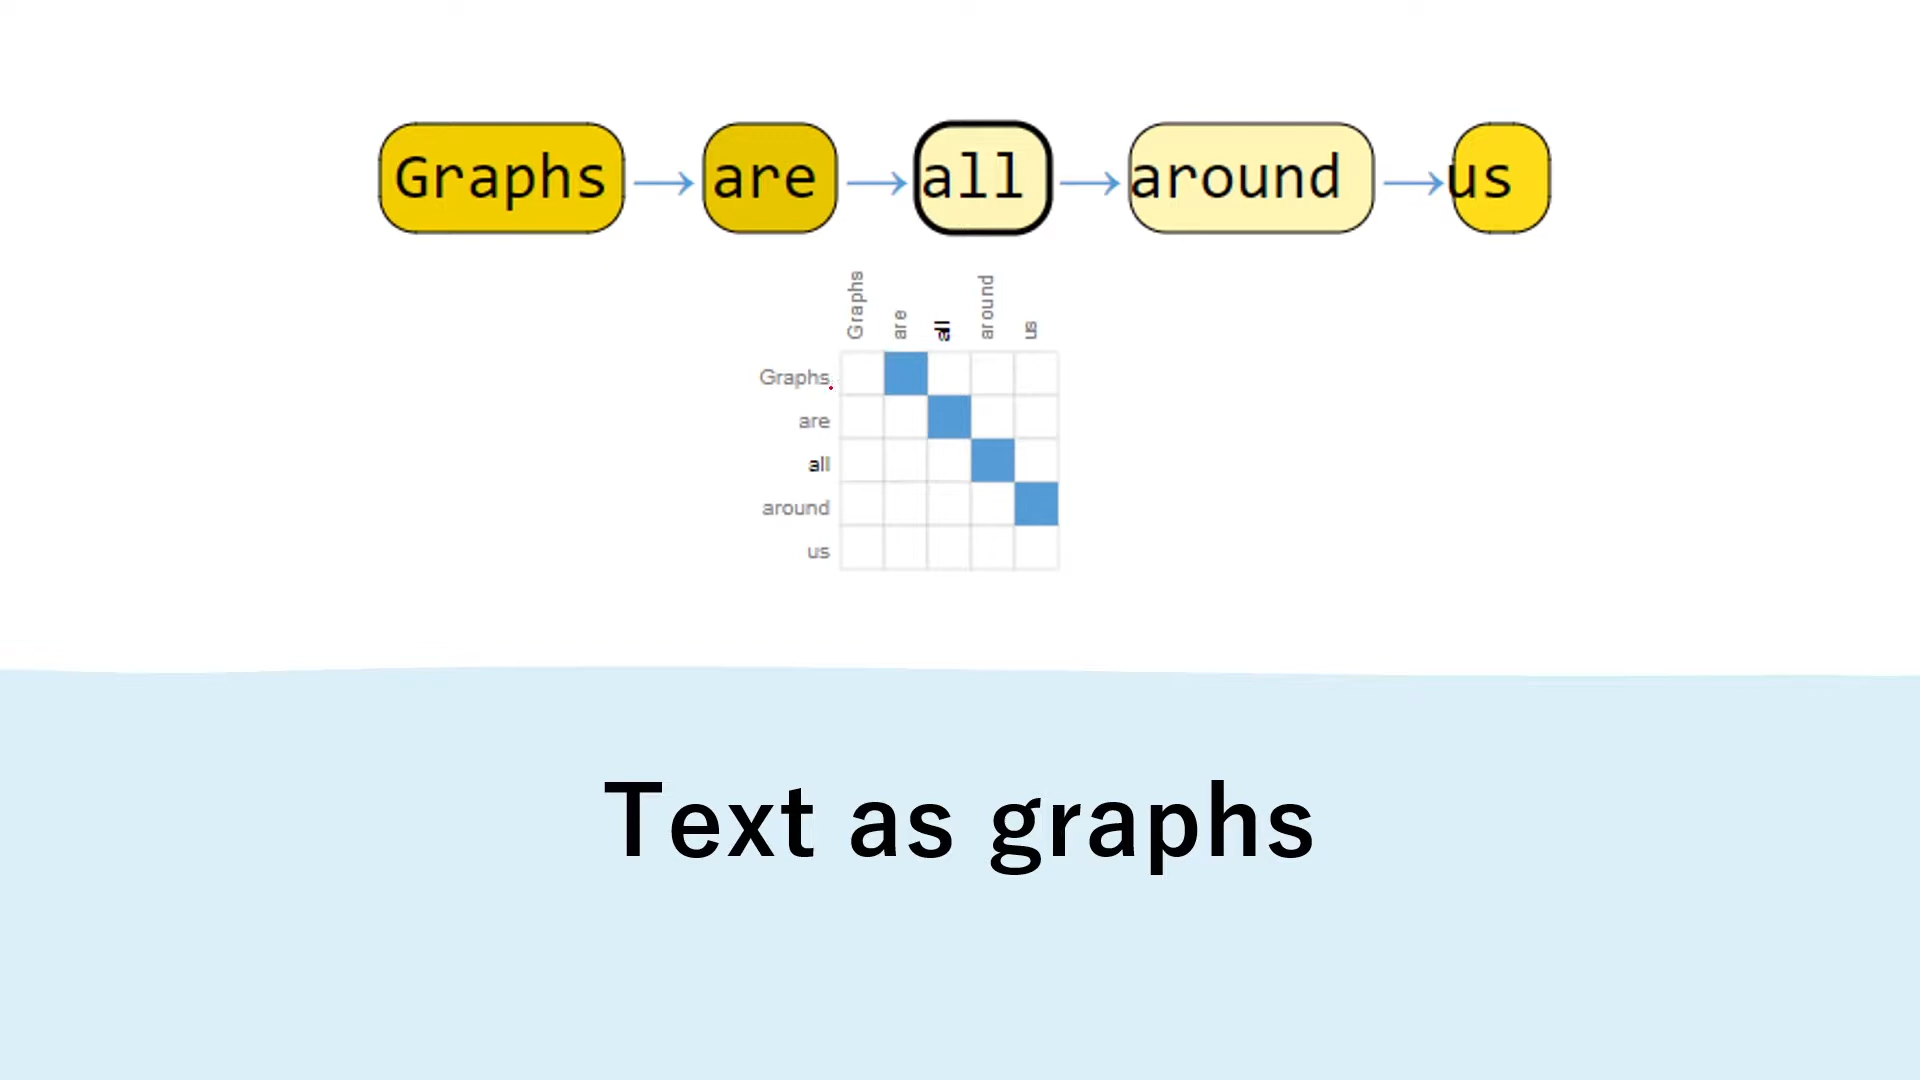 Graphs are all around us
Graphs are all around us
Graphs
are
all
around
us
Text as graphs